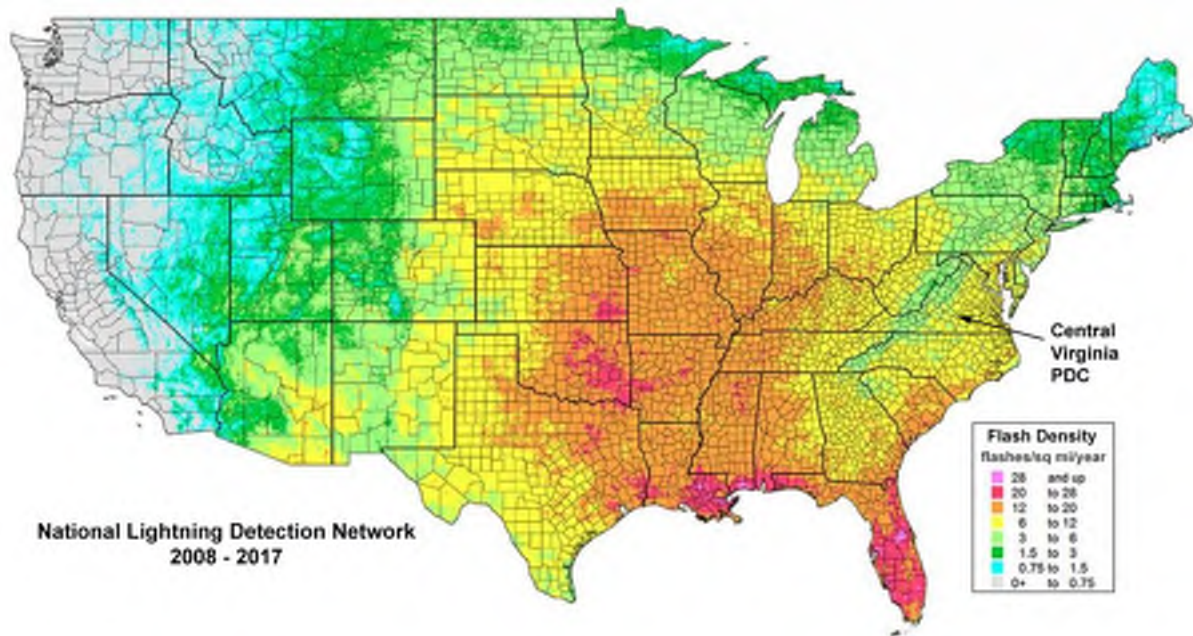 Central
Virginia
PDC
Flash Density
flashes/sq mi/year
28 and up
20 to 28
12 to 20
6 to 12
3 to 6
1.5 to 3
0.75 to 1.5
0+ to 0.75
National Lightning Detection Network
2008 - 2017